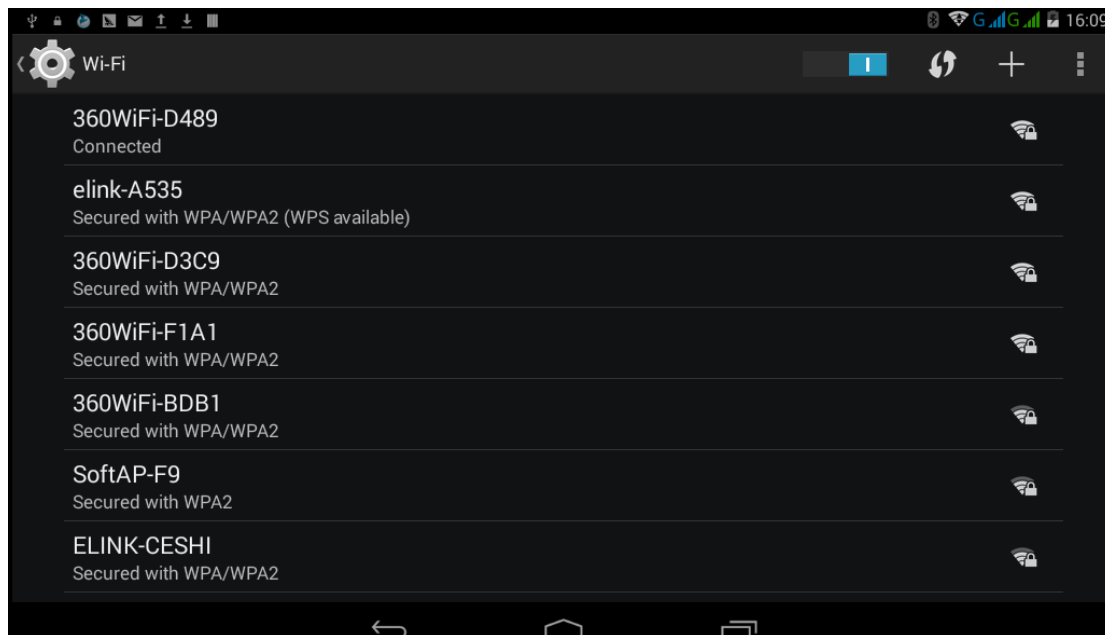 G G 16:09
Wi-Fi
360WiFi-D489
Connected
elink-A535
Secured with WPA/WPA2 (WPS available)
360WiFi-D3C9
Secured with WPA/WPA2
360WiFi-F1A1
Secured with WPA/WPA2
360WiFi-BDB1
Secured with WPA/WPA2
SoftAP-F9
Secured with WPA2
ELINK-CESHI
Secured with WPA/WPA2